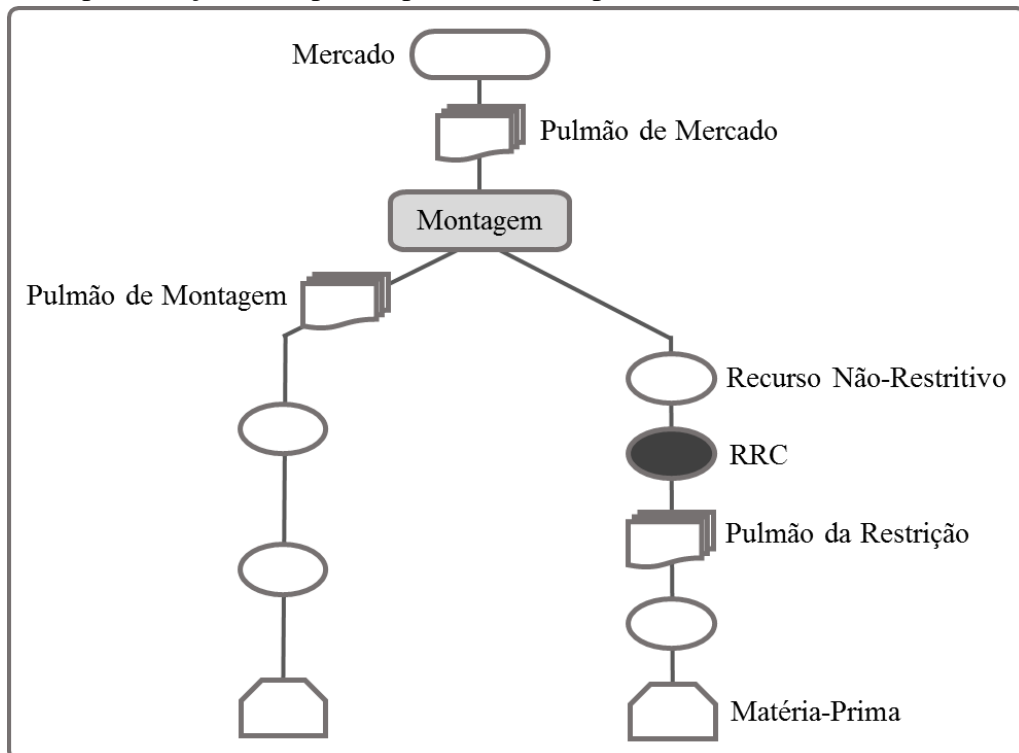 Mercado
Pulmão de Mercado
Montagem
Pulmão de Montagem
Recurso Não-Restritivo
RRC
Pulmão da Restrição
Matéria-Prima